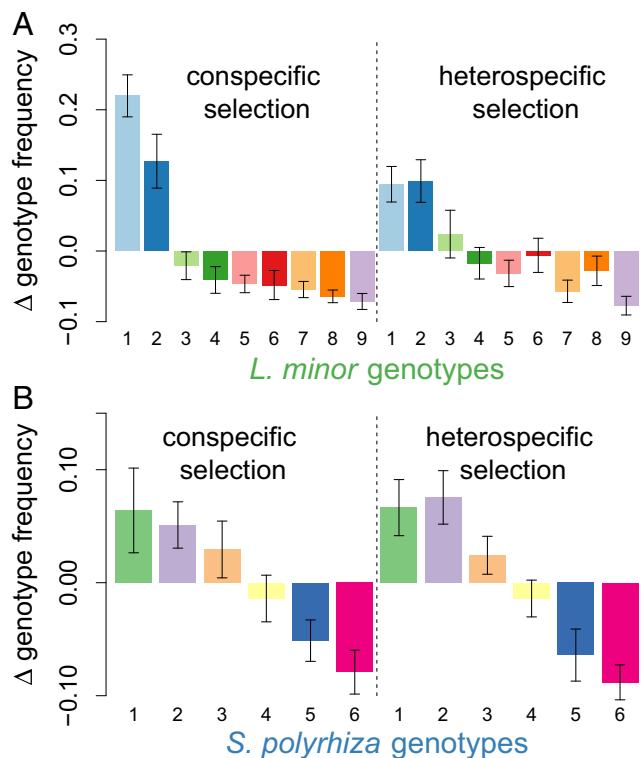 A
Δ genotype frequency
0.3
0.2
0.1
0.0
−0.1
conspecific
selection
heterospecific
selection
1 2 3 4 5 6 7 8 9 1 2 3 4 5 6 7 8 9
L. minor genotypes
B
Δ genotype frequency
0.10
0.00
−0.10
conspecific
selection
heterospecific
selection
1 2 3 4 5 6 1 2 3 4 5 6
S. polyrhiza genotypes